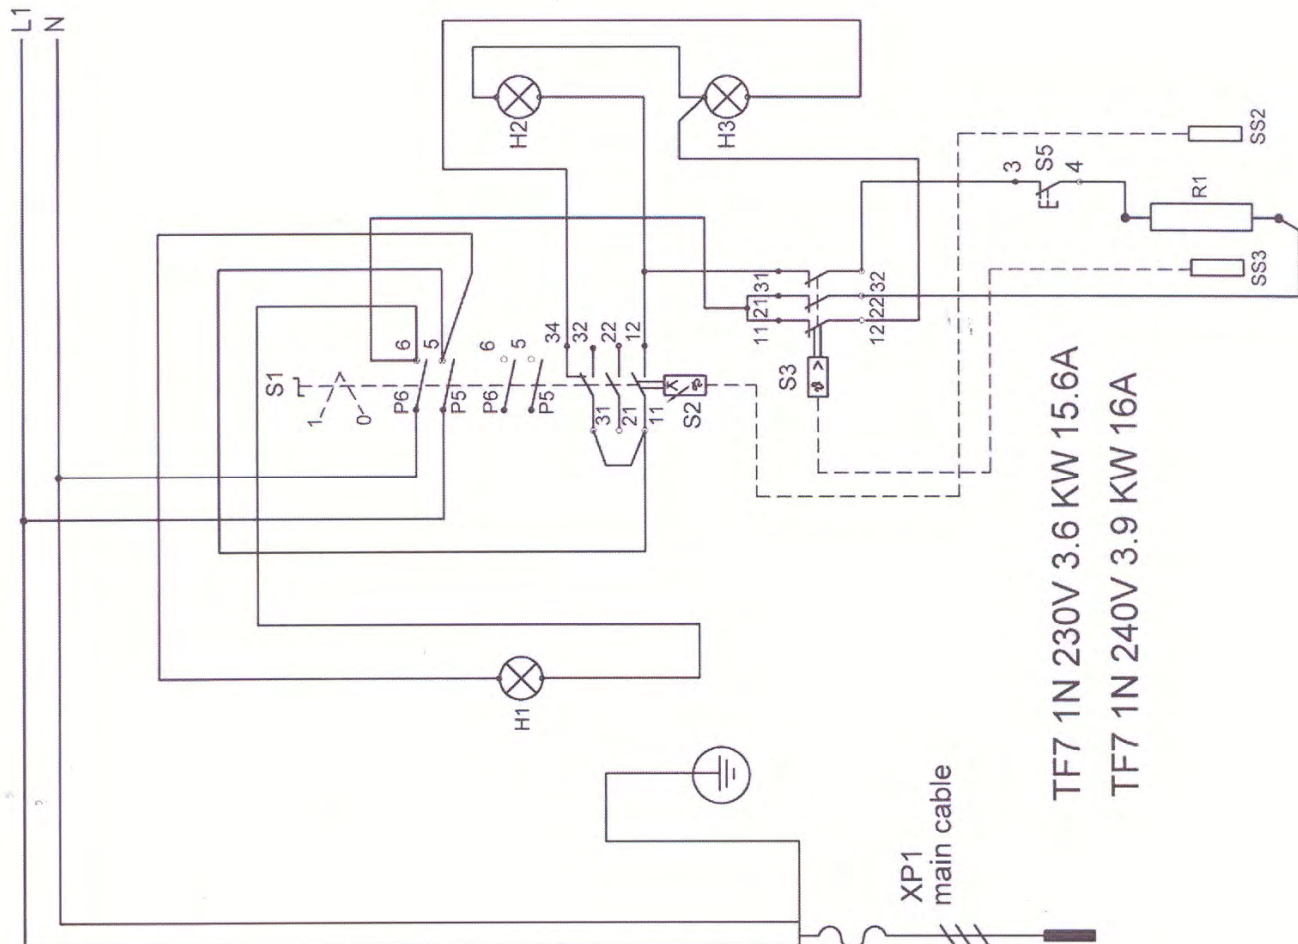 L1
N
H2
H3
SS2
3
S5
4
R1
SS3
S1
1
0
6
5
P6
P5
6
5
P6
P5
34
32
22
12
31
21
11
S2
31
21
11
32
22
12
S3
H1
XP1
main cable
TF7 1N 230V 3.6 KW 15.6A
TF7 1N 240V 3.9 KW 16A